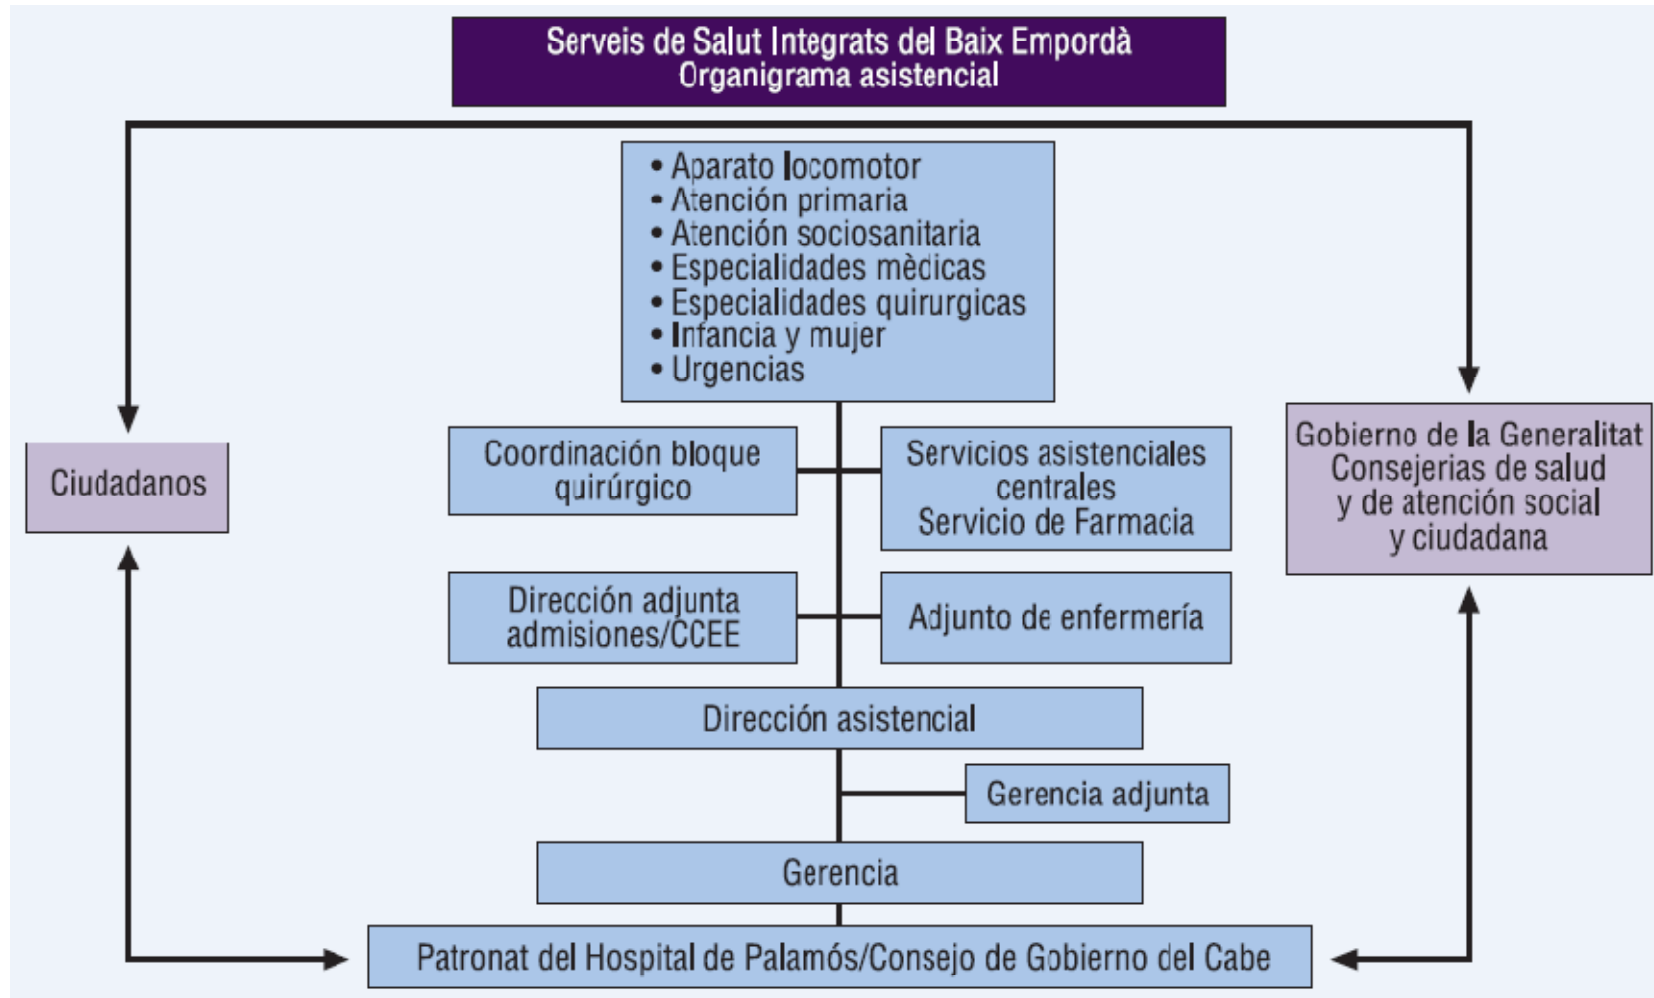 Serveis de Salut Integrats del Baix Empordà
Organigrama asistencial
• Aparato locomotor
• Atención primaria
• Atención sociosanitaria
• Especialidades mèdicas
• Especialidades quirurgicas
• Infancia y mujer
• Urgencias
Ciudadanos
Coordinación bloque
quirúrgico
Servicios asistenciales
centrales
Servicio de Farmacia
Gobierno de la Generalitat
Consejerias de salud
y de atención social
y ciudadana
Dirección adjunta
admisiones/CCEE
Adjunto de enfermería
Dirección asistencial
Gerencia adjunta
Gerencia
Patronat del Hospital de Palamós/Consejo de Gobierno del Cabe